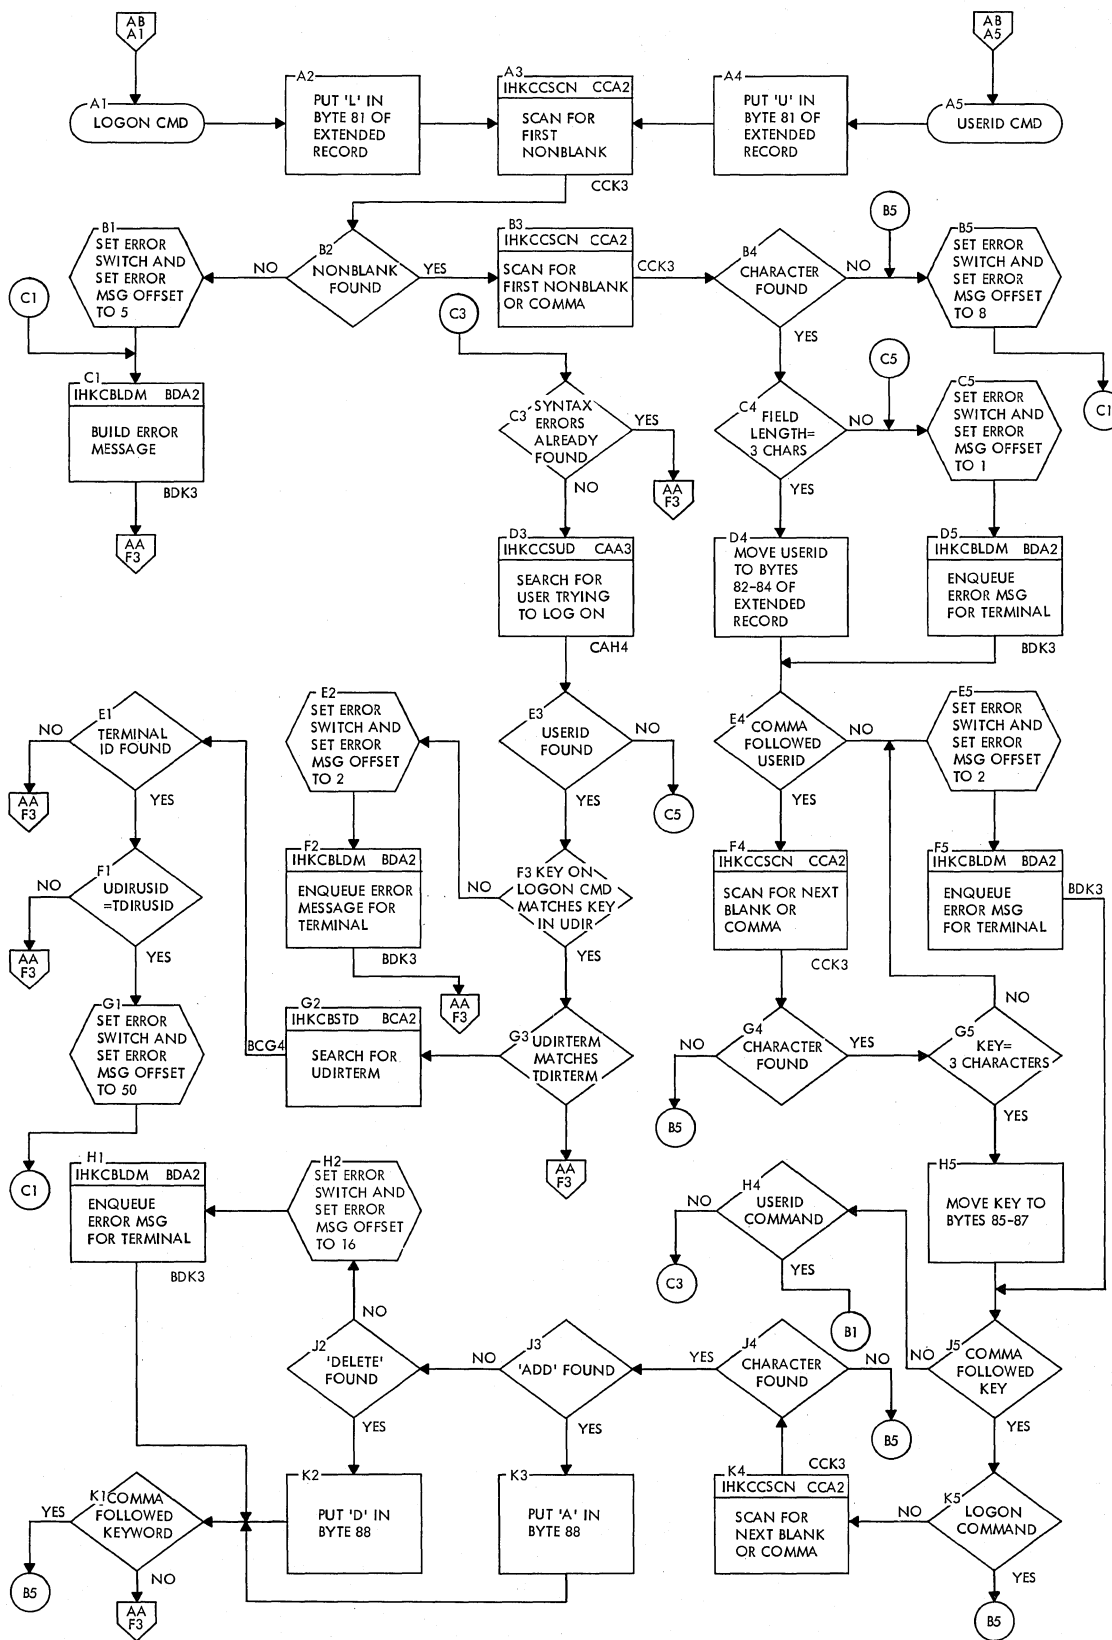 AB
A1
AB
A5
A1
LOGON CMD
A2
PUT 'L' IN
BYTE 81 OF
EXTENDED
RECORD
A3
IHKCCSCN CCA2
SCAN FOR
FIRST
NONBLANK
CCK3
A4
PUT 'U' IN
BYTE 81 OF
EXTENDED
RECORD
A5
USERID CMD
B1
SET ERROR
SWITCH AND
SET ERROR
MSG OFFSET
TO 5
B2
NONBLANK
FOUND
NO
YES
B3
IHKCCSCN CCA2
SCAN FOR
FIRST NONBLANK
OR COMMA
CCK3
B4
CHARACTER
FOUND
NO
YES
B5
B5
SET ERROR
SWITCH AND
SET ERROR
MSG OFFSET
TO 8
C1
C1
C1
IHKCBLDM BDA2
BUILD ERROR
MESSAGE
BDK3
AA
F3
C3
C3
SYNTAX
ERRORS
ALREADY
FOUND
YES
NO
AA
F3
C4
FIELD
LENGTH=
3 CHARS
NO
YES
C5
C5
SET ERROR
SWITCH AND
SET ERROR
MSG OFFSET
TO 1
D3
IHKCCSUD CAA3
SEARCH FOR
USER TRYING
TO LOG ON
CAH4
D4
MOVE USERID
TO BYTES
82-84 OF
EXTENDED
RECORD
D5
IHKCBLDM BDA2
ENQUEUE
ERROR MSG
FOR TERMINAL
BDK3
E1
TERMINAL
ID FOUND
NO
YES
AA
F3
E2
SET ERROR
SWITCH AND
SET ERROR
MSG OFFSET
TO 2
E3
USERID
FOUND
NO
YES
C5
E4
COMMA
FOLLOWED
USERID
NO
YES
E5
SET ERROR
SWITCH AND
SET ERROR
MSG OFFSET
TO 2
F1
UDIRUSID
=TDIRUSID
NO
YES
AA
F3
F2
IHKCBLDM BDA2
ENQUEUE ERROR
MESSAGE FOR
TERMINAL
BDK3
AA
F3
F3 KEY ON
LOGON CMD
MATCHES KEY
IN UDIR
NO
YES
F4
IHKCCSCN CCA2
SCAN FOR NEXT
BLANK OR
COMMA
CCK3
F5
IHKCBLDM BDA2
ENQUEUE
ERROR MSG
FOR TERMINAL
BDK3
G1
SET ERROR
SWITCH AND
SET ERROR
MSG OFFSET
TO 50
C1
G2
IHKCBSTD BCA2
SEARCH FOR
UDIRTERM
BCG4
G3
UDIRTERM
MATCHES
TDIRTERM
AA
F3
G4
CHARACTER
FOUND
NO
YES
B5
G5
KEY=
3 CHARACTERS
NO
YES
H1
IHKCBLDM BDA2
ENQUEUE
ERROR MSG
FOR TERMINAL
BDK3
H2
SET ERROR
SWITCH AND
SET ERROR
MSG OFFSET
TO 16
H4
USERID
COMMAND
NO
YES
C3
B1
H5
MOVE KEY TO
BYTES 85-87
J2
'DELETE'
FOUND
NO
YES
J3
'ADD' FOUND
NO
YES
J4
CHARACTER
FOUND
YES
NO
B5
J5
COMMA
FOLLOWED
KEY
NO
YES
K1
COMMA
FOLLOWED
KEYWORD
YES
NO
B5
AA
F3
K2
PUT 'D' IN
BYTE 88
K3
PUT 'A' IN
BYTE 88
CCK3
K4
IHKCCSCN CCA2
SCAN FOR
NEXT BLANK
OR COMMA
K5
LOGON
COMMAND
NO
YES
B5